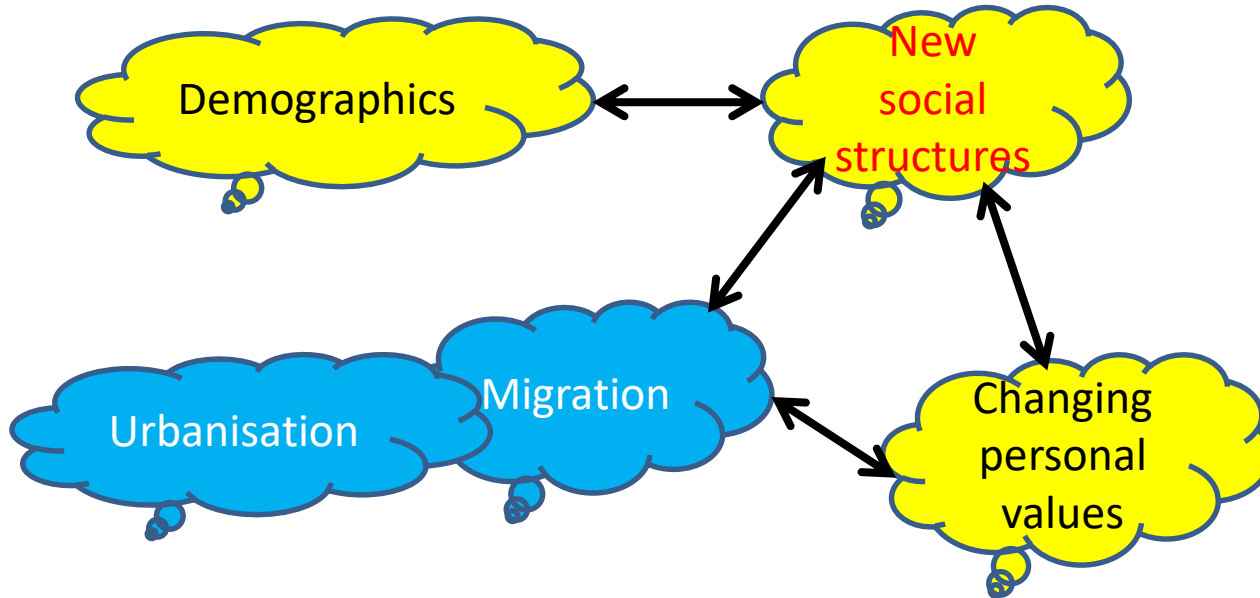 Demographics
New
social
structures
Migration
Urbanisation
Changing
personal
values